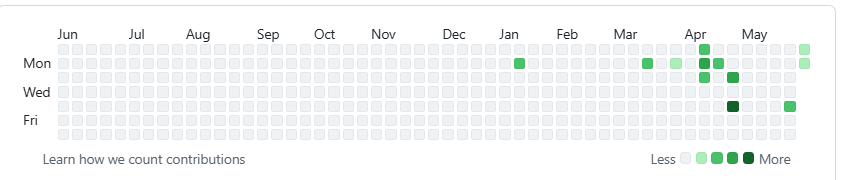 Jun Jul Aug Sep Oct Nov Dec Jan Feb Mar Apr May
Mon
Wed
Fri
Learn how we count contributions Less More